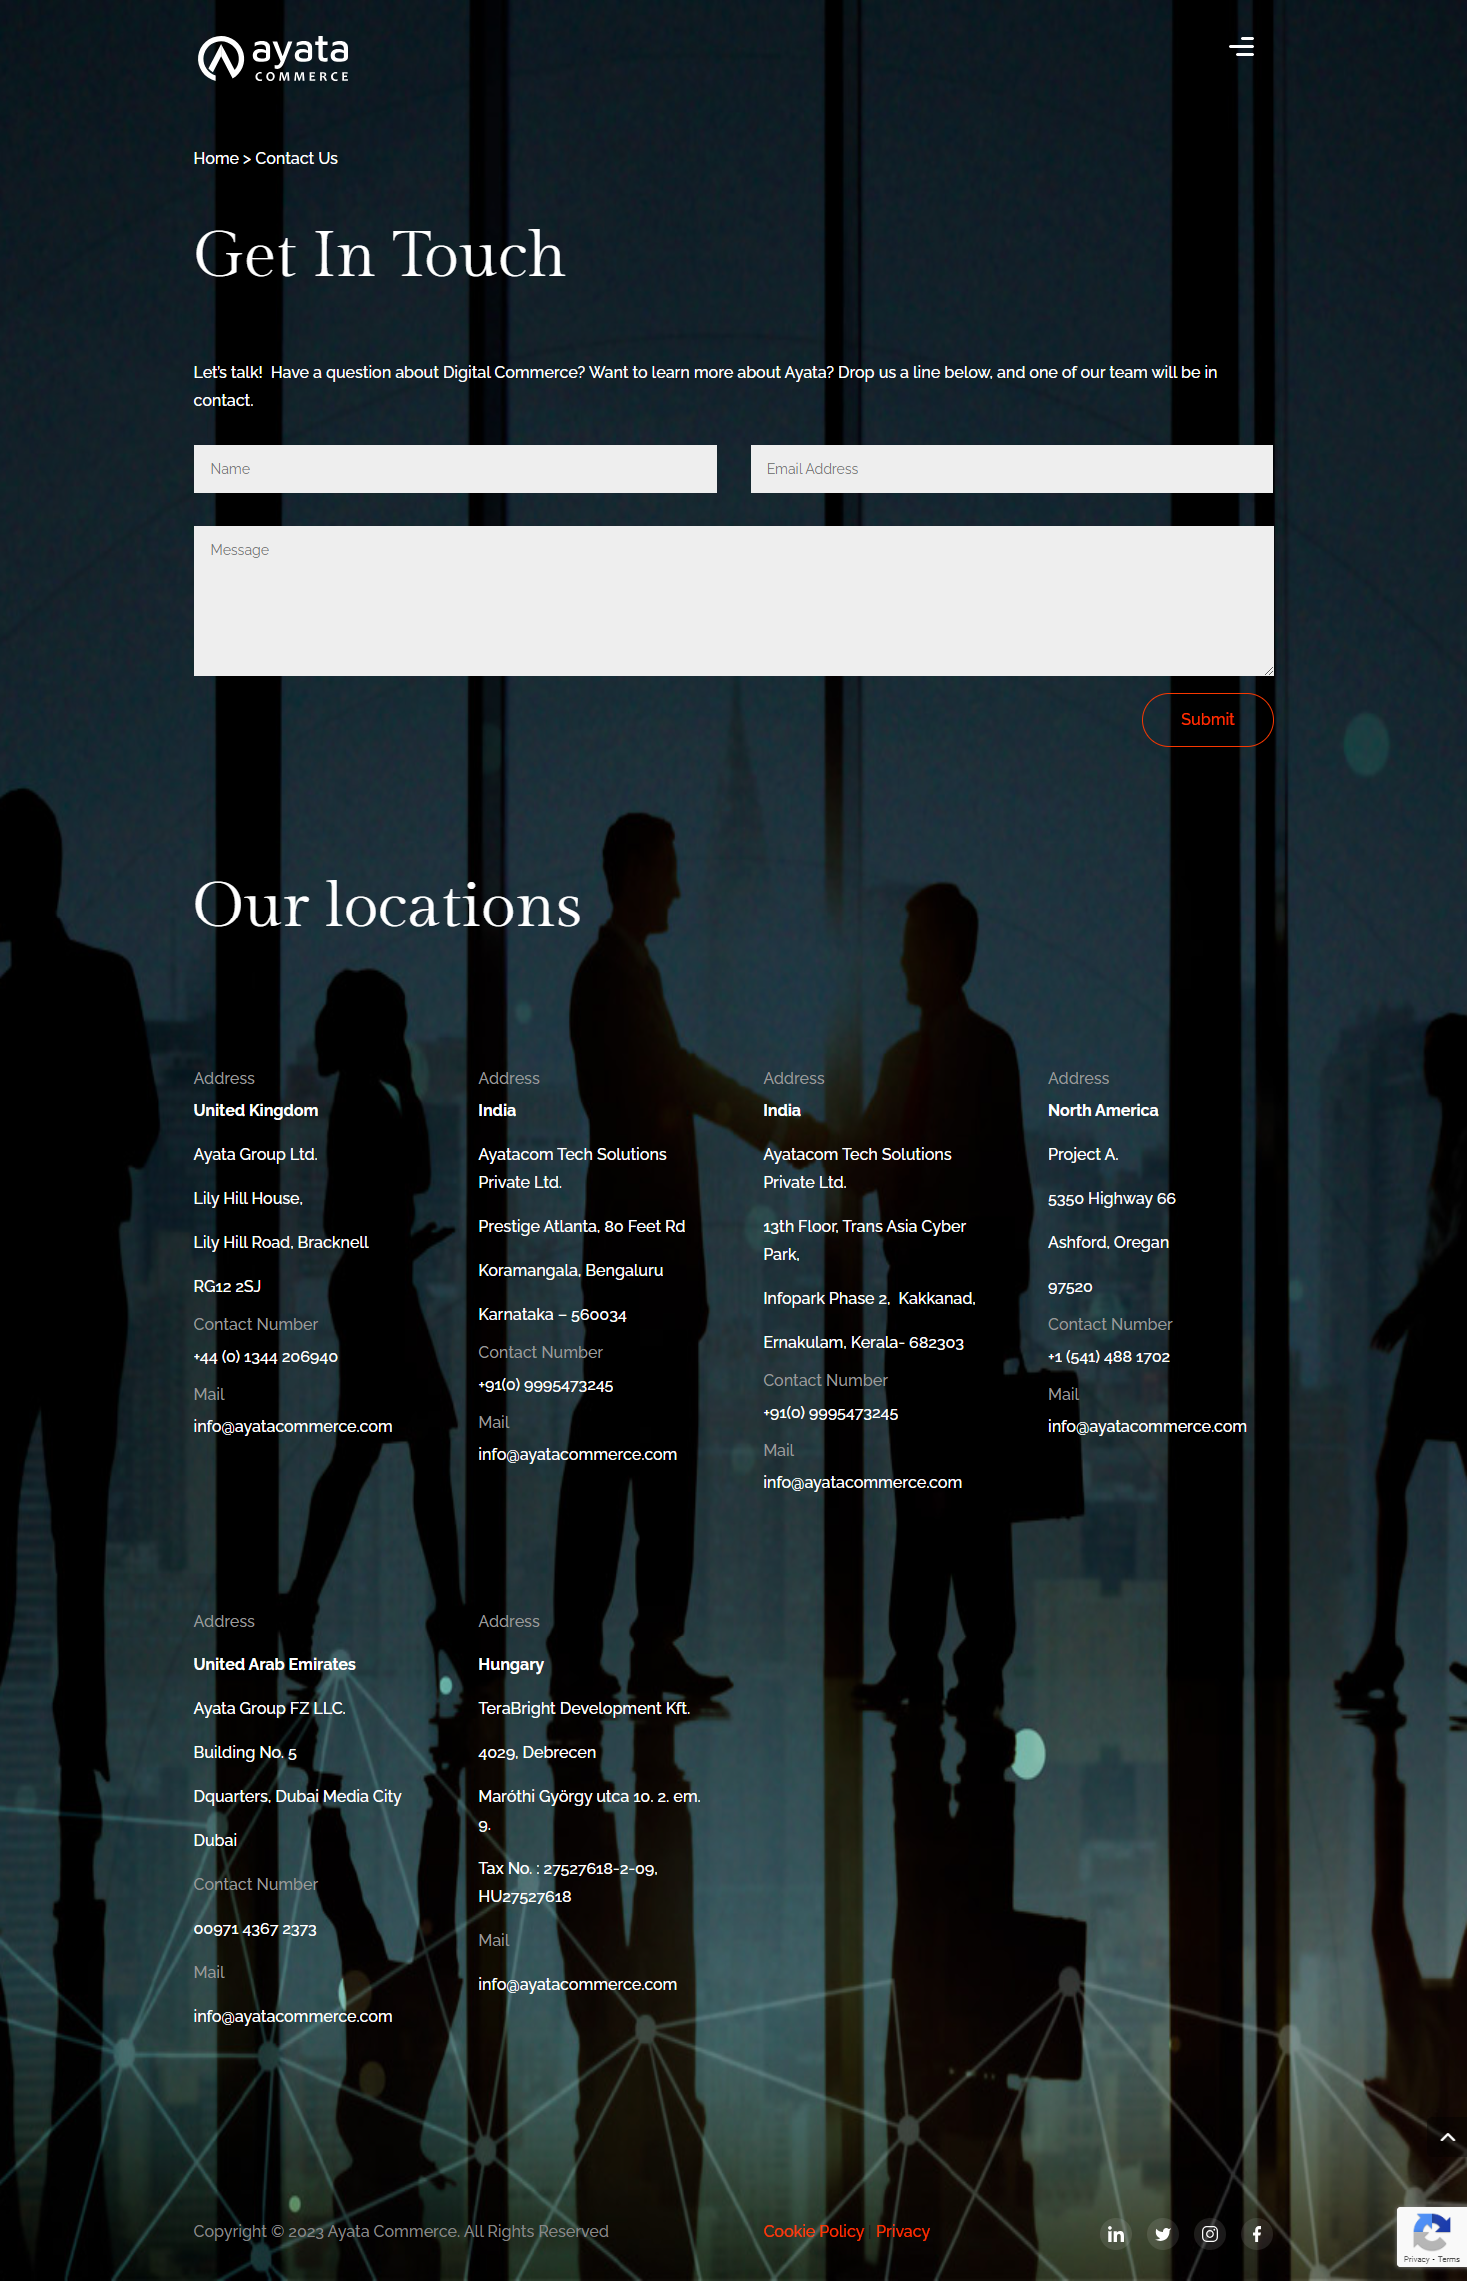 ayata
COMMERCE
Home > Contact Us
Get In Touch
Let's talk!  Have a question about Digital Commerce? Want to learn more about Ayata? Drop us a line below, and one of our team will be in
contact.
Name
Email Address
Message
Submit
Our locations
Address
United Kingdom
Ayata Group Ltd.
Lily Hill House,
Lily Hill Road, Bracknell
RG12 2SJ
Contact Number
+44 (0) 1344 206940
Mail
info@ayatacommerce.com
Address
India
Ayatacom Tech Solutions
Private Ltd.
Prestige Atlanta, 80 Feet Rd
Koramangala, Bengaluru
Karnataka – 560034
Contact Number
+91(0) 9995473245
Mail
info@ayatacommerce.com
Address
India
Ayatacom Tech Solutions
Private Ltd.
13th Floor, Trans Asia Cyber
Park,
Infopark Phase 2,  Kakkanad,
Ernakulam, Kerala- 682303
Contact Number
+91(0) 9995473245
Mail
info@ayatacommerce.com
Address
North America
Project A.
5350 Highway 66
Ashford, Oregan
97520
Contact Number
+1 (541) 488 1702
Mail
info@ayatacommerce.com
Address
United Arab Emirates
Ayata Group FZ LLC.
Building No. 5
Dquarters, Dubai Media City
Dubai
Contact Number
00971 4367 2373
Mail
info@ayatacommerce.com
Address
Hungary
TeraBright Development Kft.
4029, Debrecen
Maróthi György utca 10. 2. em.
9.
Tax No. : 27527618-2-09,
HU27527618
Mail
info@ayatacommerce.com
Copyright © 2023 Ayata Commerce. All Rights Reserved
Cookie Policy
Privacy
Privacy - Terms